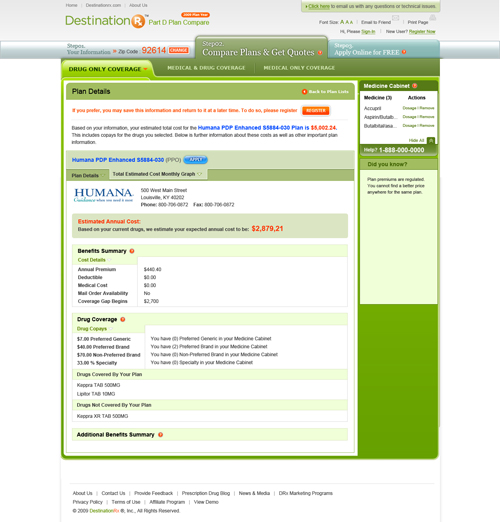 Home | Destinationrx.com | About Us
Click here to email us with any questions or technical issues.
DestinationRx™ 2009 Plan Year
Part D Plan Compare
Font Size: A A A | Email to Friend | Print Page
Hi, Please Sign in / New User? Register Now
Step01. Your Information Zip Code 92614 CHANGE
Step02. Compare Plans & Get Quotes
Step03. Apply Online for FREE
DRUG ONLY COVERAGE
MEDICAL & DRUG COVERAGE
MEDICAL ONLY COVERAGE
Plan Details
Back to Plan Lists
If you prefer, you may save this information and return to it at a later time. To do so, please register REGISTER
Based on your information, your estimated total for the Humana PDP Enhanced S5884-030 Plan is $5,002.24.
This includes copays for the drugs you selected. Below is further information about these costs as well as other important plan
information.
Humana PDP Enhanced S5884-030 (PPO) APPLY
Plan Details
Total Estimated Cost Monthly Graph
HUMANA
Guidance when you need it most
500 West Main Street
Louisville, KY 40202
Phone: 800-706-0872 Fax: 800-706-0872
Estimated Annual Cost:
Based on your current drugs, we estimate your expected annual cost to be: $2,879,21
Benefits Summary
Cost Details
Annual Premium $440.40
Deductible $0.00
Medical Cost $0.00
Mail Order Availability No
Coverage Gap Begins $2,700
Drug Coverage
Drug Copays
$7.00 Preferred Generic You have (0) Preferred Generic in your Medicine Cabinet
$40.00 Preferred Brand You have (2) Preferred Brand in your Medicine Cabinet
$70.00 Non-Preferred Brand You have (0) Non-Preferred Brand in your Medicine Cabinet
33.00 % Specialty You have (0) Specialty in your Medicine Cabinet
Drugs Covered By Your Plan
Keppra TAB 500MG
Lipitor TAB 10MG
Drugs Not Covered By Your Plan
Keppra XR TAB 500MG
Additional Benefits Summary
Medicine Cabinet
Medicine (3) Actions
Accupril Dosage | Remove
Aspirin/Butalb... Dosage | Remove
Butalbital/aspa... Dosage | Remove
Hide All
Help? 1-888-000-0000
Did you know?
Plan premiums are regulated.
You cannot find a better price
anywhere for the same plan.
About Us | Contact Us | Provide Feedback | Prescription Drug Blog | News & Media | DRx Marketing Programs
Privacy Policy | Terms of Use | Affiliate Program | View Demo
© 2009 DestinationRx ®, Inc., All Rights Reserved.